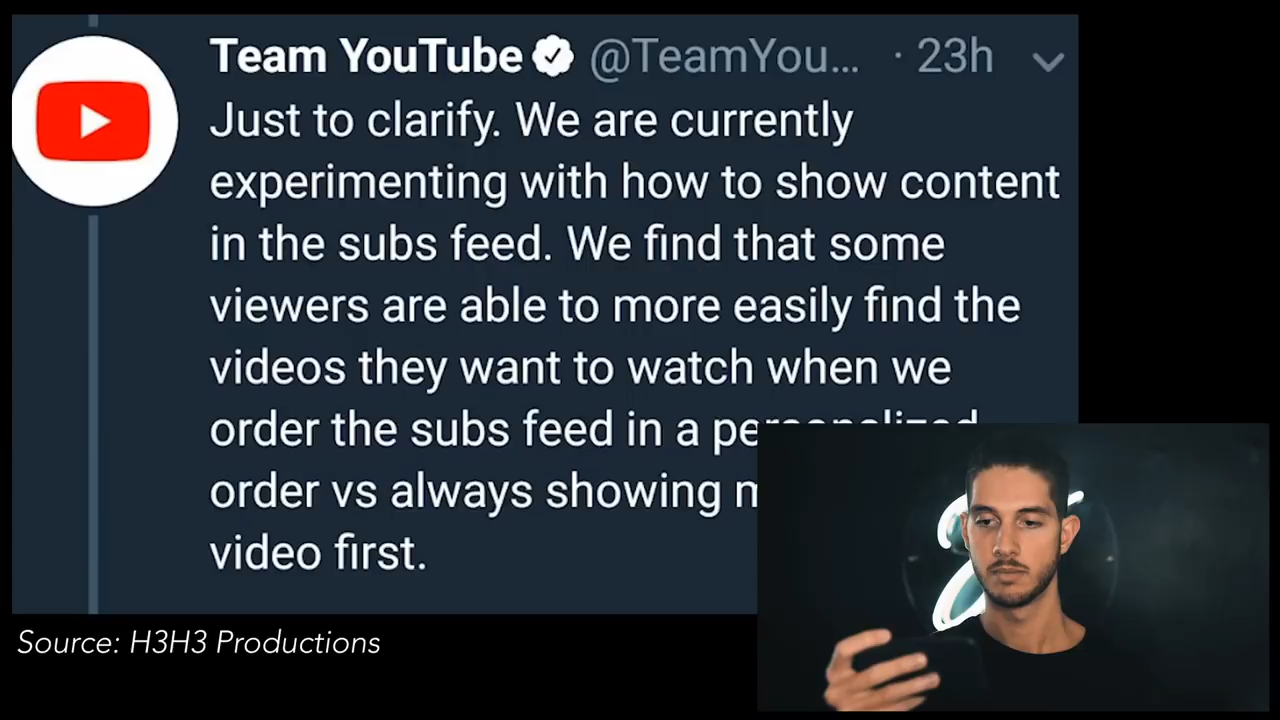 Team YouTube @TeamYou... · 23h
Just to clarify. We are currently
experimenting with how to show content
in the subs feed. We find that some
viewers are able to more easily find the
videos they want to watch when we
order the subs feed in a personalized
order vs always showing
video first.
Source: H3H3 Productions